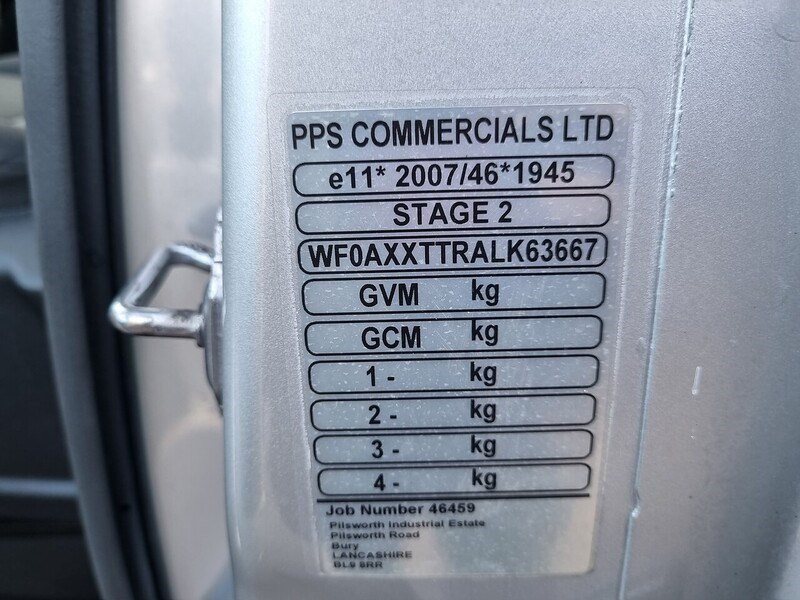 PPS COMMERCIALS LTD
e11* 2007/46*1945
STAGE 2
WF0AXXTTRALK63667
GVM kg
GCM kg
1 - kg
2 - kg
3 - kg
4 - kg
Job Number 46459
Pilsworth Industrial Estate
Pilsworth Road
Bury
LANCASHIRE
BL9 8RR